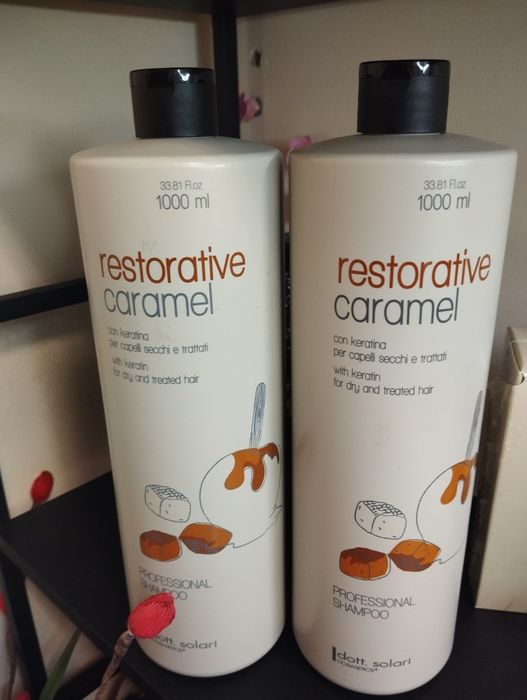 33.81 Fl.oz
1000 ml
restorative
caramel
con keratina
per capelli secchi e trattati
with keratin
for dry and treated hair
PROFESSIONAL
SHAMPOO
dott. solari
COSMETICS®
33.81 Fl.oz
1000 ml
restorative
caramel
con keratina
per capelli secchi e trattati
with keratin
for dry and treated hair
PROFESSIONAL
SHAMPOO
dott. solari
COSMETICS®